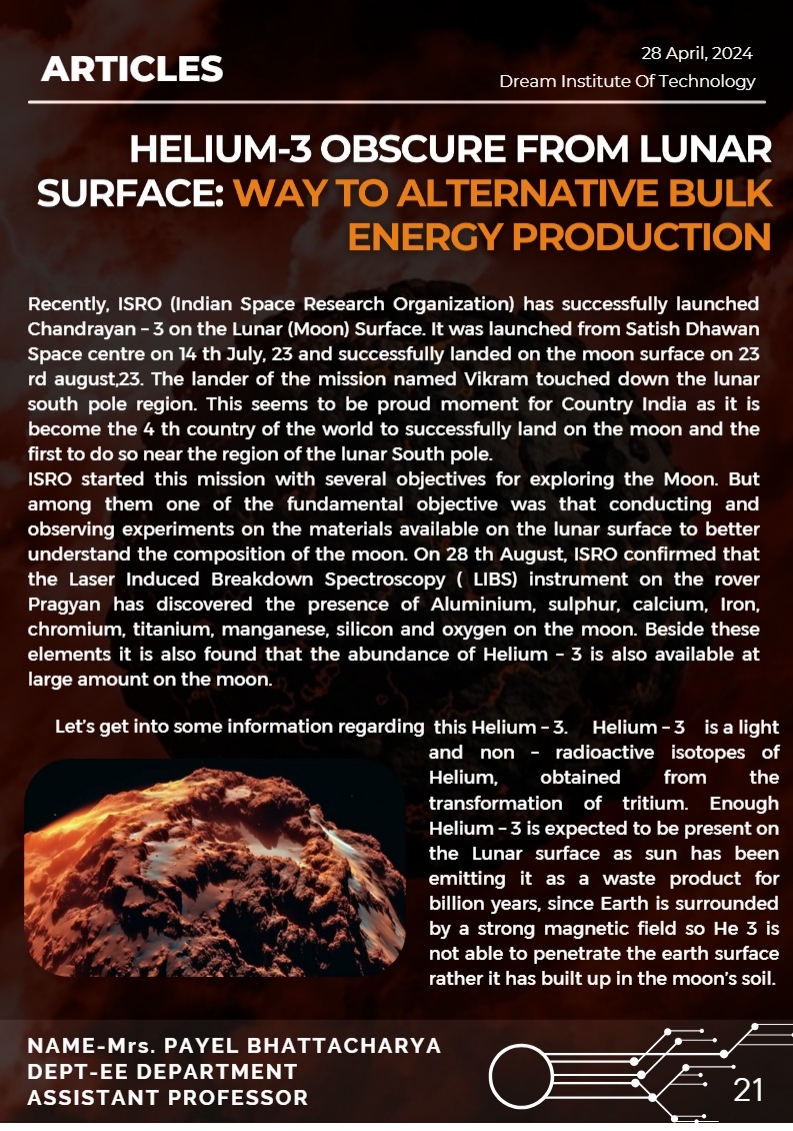 ARTICLES
28 April, 2024
Dream Institute Of Technology
HELIUM-3 OBSCURE FROM LUNAR
SURFACE: WAY TO ALTERNATIVE BULK
ENERGY PRODUCTION
Recently, ISRO (Indian Space Research Organization) has successfully launched
Chandrayan – 3 on the Lunar (Moon) Surface. It was launched from Satish Dhawan
Space centre on 14 th July, 23 and successfully landed on the moon surface on 23
rd august,23. The lander of the mission named Vikram touched down the lunar
south pole region. This seems to be proud moment for Country India as it is
become the 4 th country of the world to successfully land on the moon and the
first to do so near the region of the lunar South pole.
ISRO started this mission with several objectives for exploring the Moon. But
among them one of the fundamental objective was that conducting and
observing experiments on the materials available on the lunar surface to better
understand the composition of the moon. On 28 th August, ISRO confirmed that
the Laser Induced Breakdown Spectroscopy ( LIBS) instrument on the rover
Pragyan has discovered the presence of Aluminium, sulphur, calcium, Iron,
chromium, titanium, manganese, silicon and oxygen on the moon. Beside these
elements it is also found that the abundance of Helium – 3 is also available at
large amount on the moon.
Let's get into some information regarding this Helium – 3. Helium – 3 is a light
and non – radioactive isotopes of
Helium, obtained from the
transformation of tritium. Enough
Helium – 3 is expected to be present on
the Lunar surface as sun has been
emitting it as a waste product for
billion years, since Earth is surrounded
by a strong magnetic field so He 3 is
not able to penetrate the earth surface
rather it has built up in the moon's soil.
NAME-Mrs. PAYEL BHATTACHARYA
DEPT-EE DEPARTMENT
ASSISTANT PROFESSOR
21